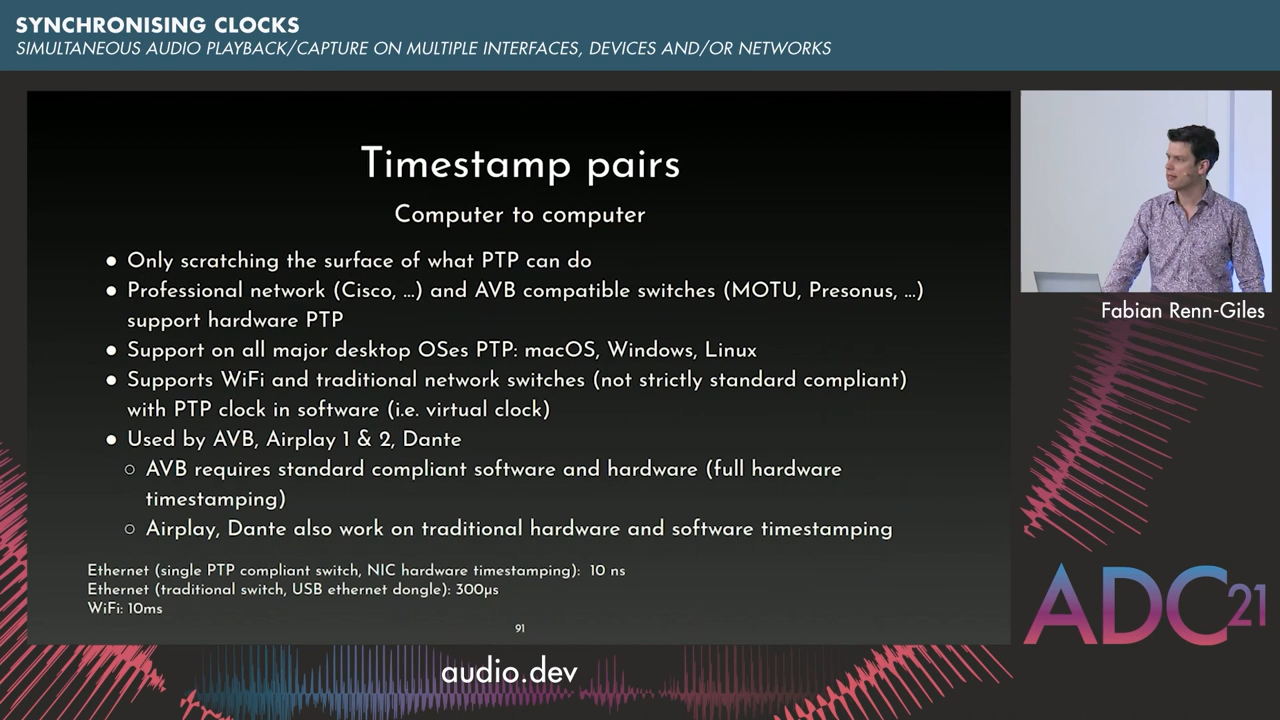 SYNCHRONISING CLOCKS
SIMULTANEOUS AUDIO PLAYBACK/CAPTURE ON MULTIPLE INTERFACES, DEVICES AND/OR NETWORKS
Timestamp pairs
Computer to computer
● Only scratching the surface of what PTP can do
● Professional network (Cisco, ...) and AVB compatible switches (MOTU, Presonus, ...)
support hardware PTP
● Support on all major desktop OSes PTP: macOS, Windows, Linux
● Supports WiFi and traditional network switches (not strictly standard compliant)
with PTP clock in software (i.e. virtual clock)
● Used by AVB, Airplay 1 & 2, Dante
○ AVB requires standard compliant software and hardware (full hardware
timestamping)
○ Airplay, Dante also work on traditional hardware and software timestamping
Ethernet (single PTP compliant switch, NIC hardware timestamping): 10 ns
Ethernet (traditional switch, USB ethernet dongle): 300µs
WiFi: 10ms
91
Fabian Renn-Giles
ADC21
audio.dev